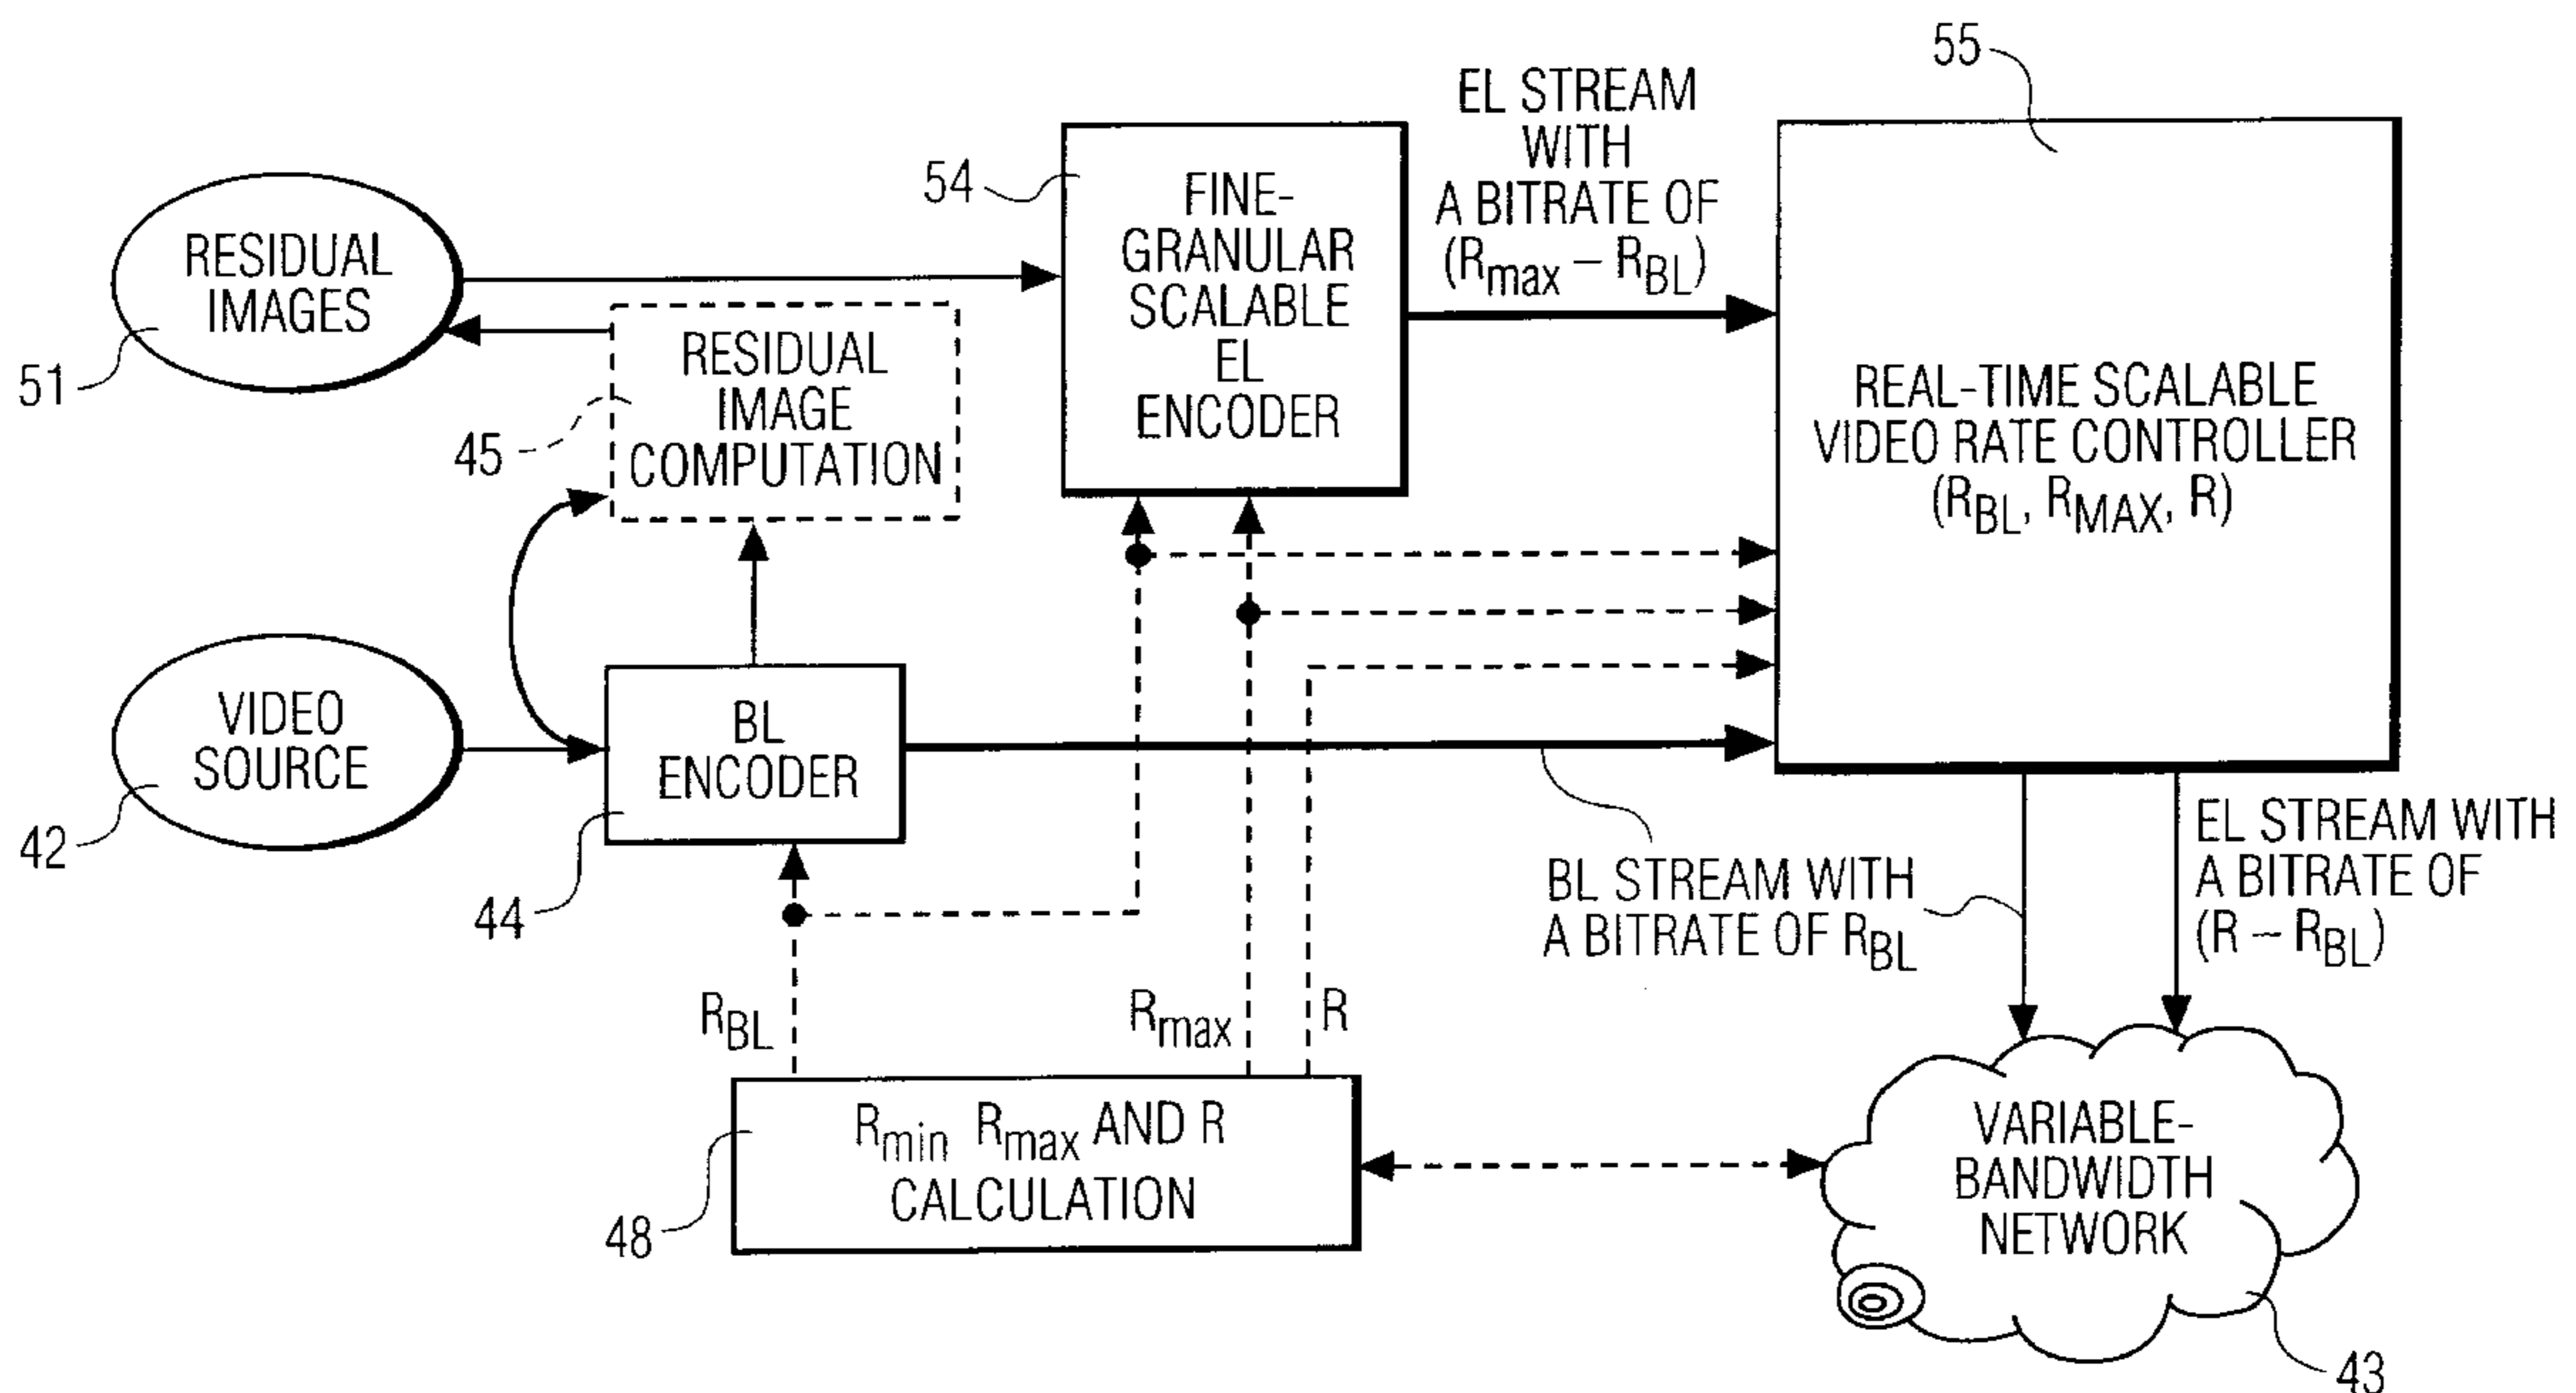 55
EL STREAM
WITH
A BITRATE OF
(Rmax – RBL)
54
FINE-
GRANULAR
SCALABLE
EL
ENCODER
RESIDUAL
IMAGES
51
RESIDUAL
IMAGE
COMPUTATION
45
REAL-TIME SCALABLE
VIDEO RATE CONTROLLER
(RBL, RMAX, R)
VIDEO
SOURCE
42
BL
ENCODER
44
BL STREAM WITH
A BITRATE OF RBL
EL STREAM WITH
A BITRATE OF
(R – RBL)
RBL
Rmax
R
Rmin Rmax AND R
CALCULATION
48
VARIABLE-
BANDWIDTH
NETWORK
43